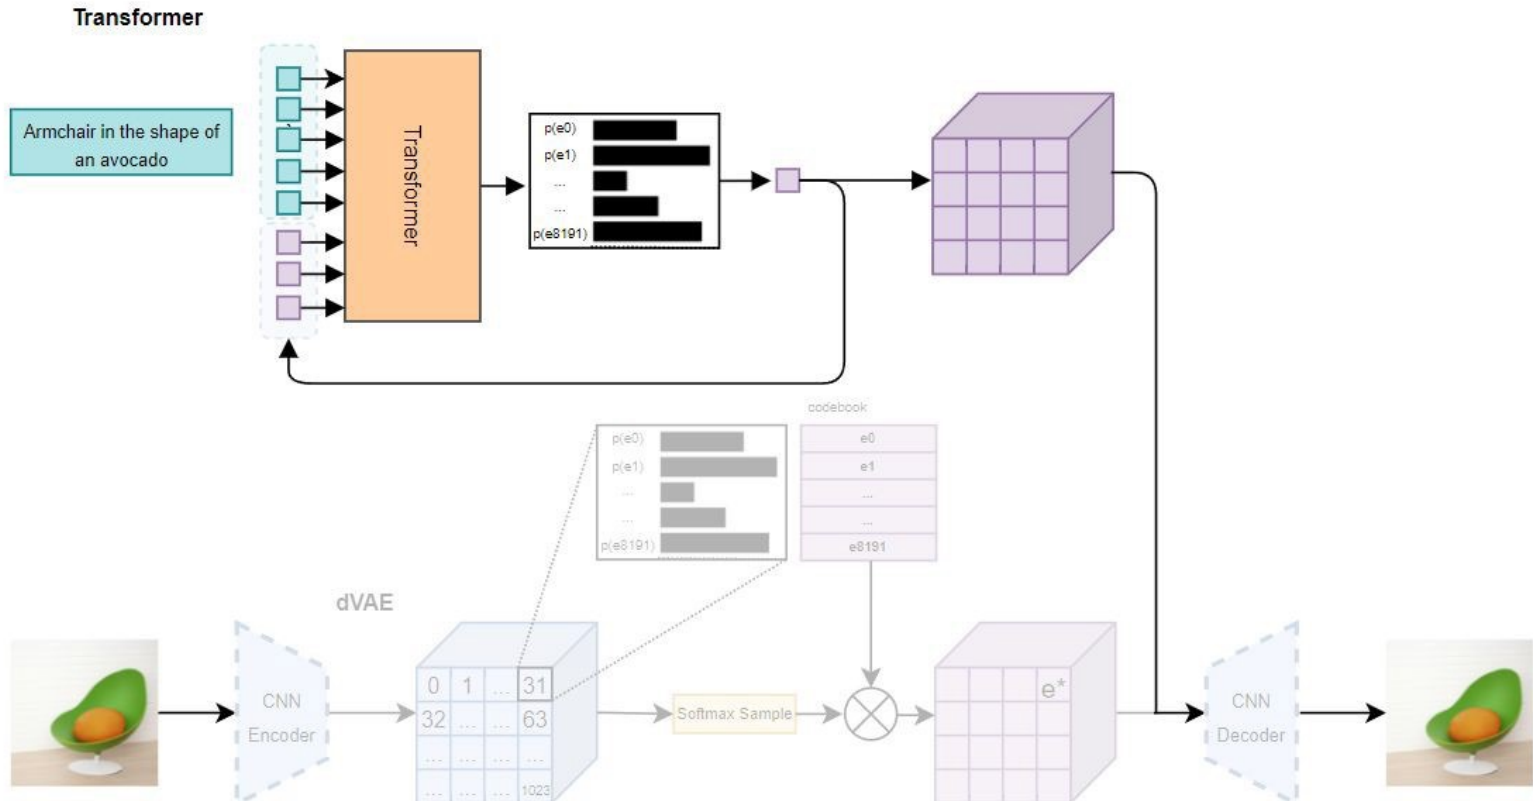 Transformer
Armchair in the shape of
an avocado
Transformer
p(e0)
p(e1)
...
...
p(e8191)
codebook
p(e0)
p(e1)
...
...
p(e8191)
e0
e1
...
...
e8191
dVAE
CNN
Encoder
0 1 ... 31
32 ... ... 63
... ... ... ...
... ... ... 1023
Softmax Sample
e*
CNN
Decoder